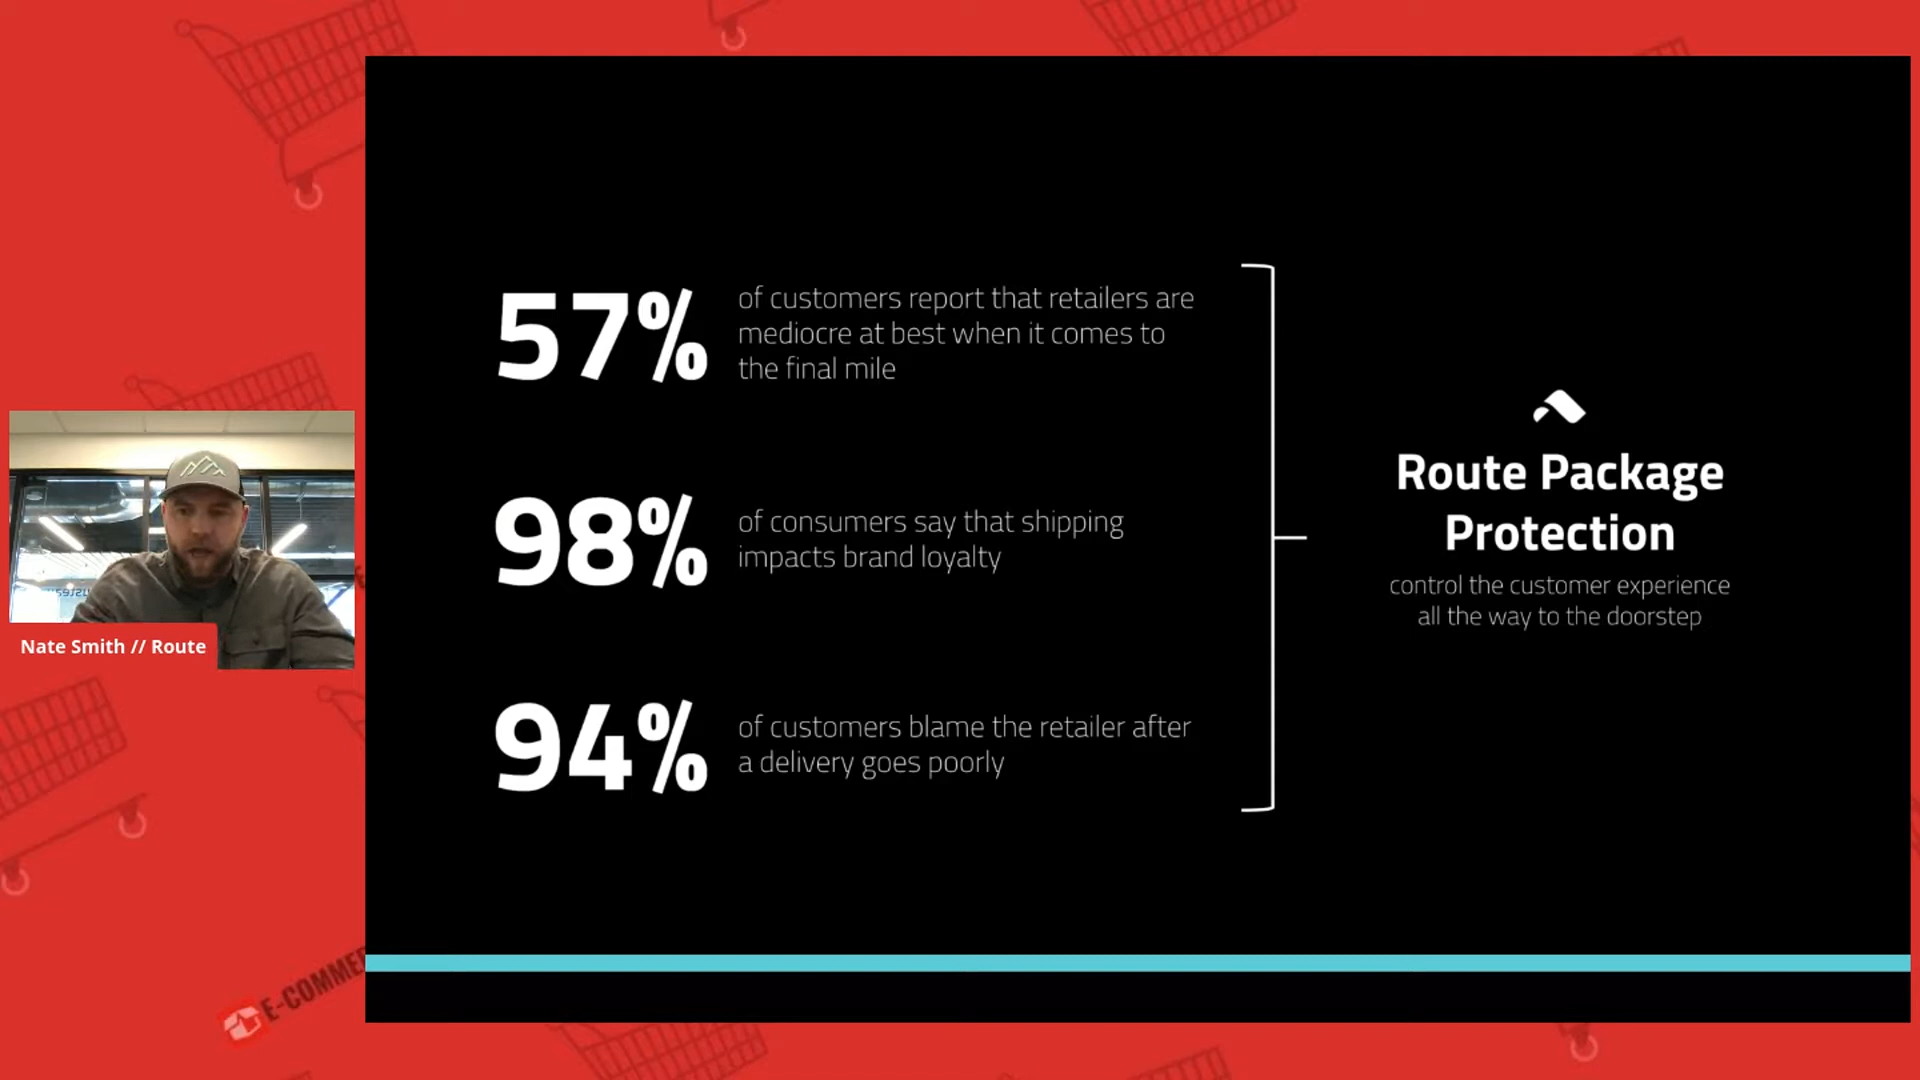 57%
of customers report that retailers are
mediocre at best when it comes to
the final mile
98%
of consumers say that shipping
impacts brand loyalty
94%
of customers blame the retailer after
a delivery goes poorly
Route Package
Protection
control the customer experience
all the way to the doorstep
Nate Smith // Route
E-COMME